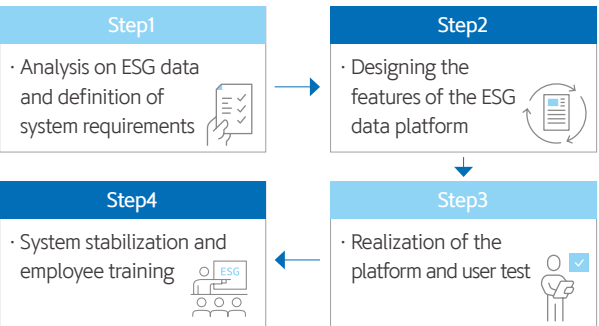 Step1
· Analysis on ESG data
and definition of
system requirements
Step2
· Designing the
features of the ESG
data platform
Step3
· Realization of the
platform and user test
Step4
· System stabilization and
employee training
ESG